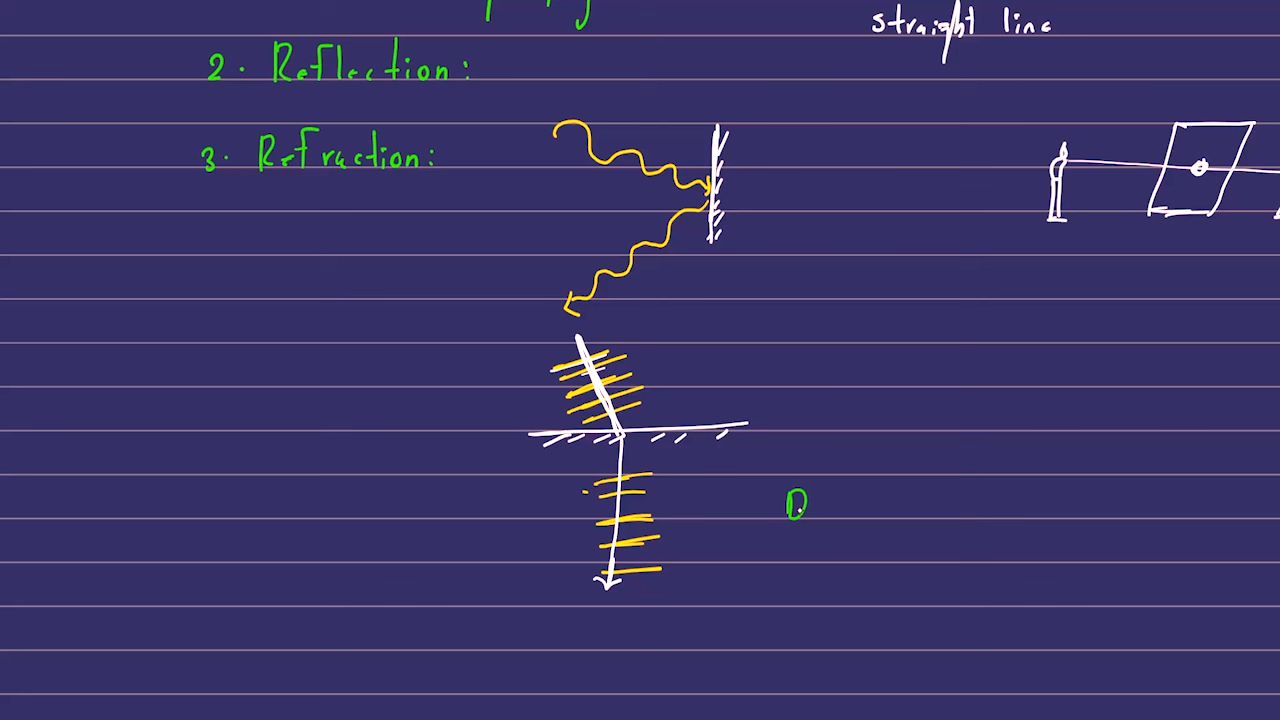 straight line
2. Reflection:
3. Refraction:
D